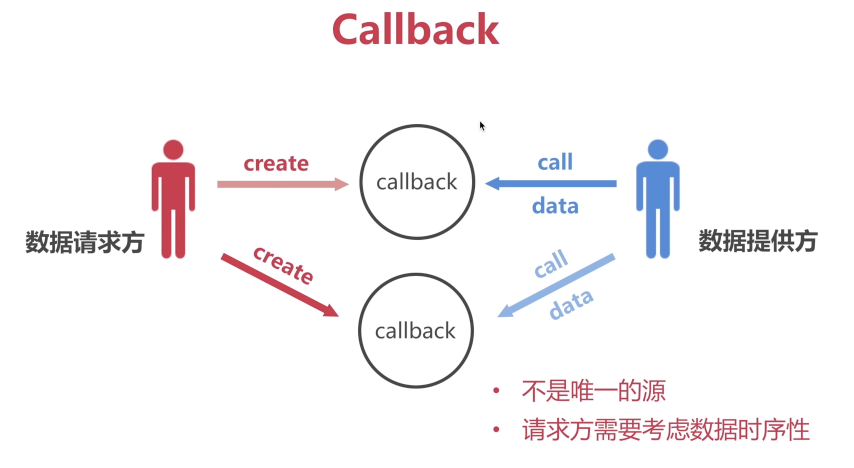 Callback
create
callback
call
data
数据请求方
数据提供方
create
callback
call
data
• 不是唯一的源
• 请求方需要考虑数据时序性